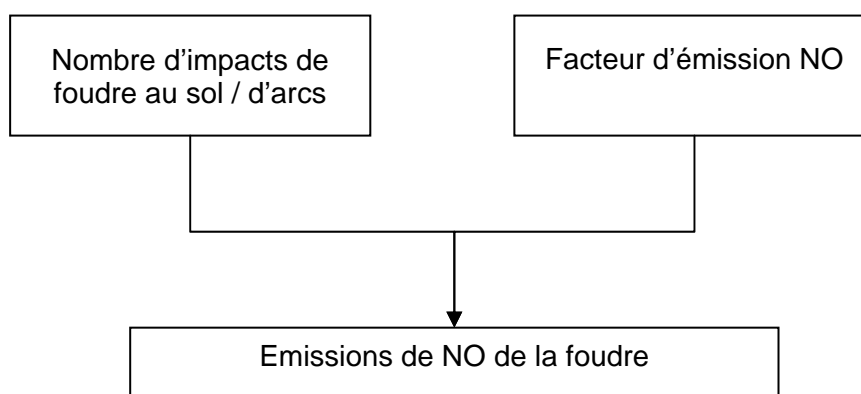 Nombre d'impacts de
foudre au sol / d'arcs
Facteur d'émission NO
Emissions de NO de la foudre